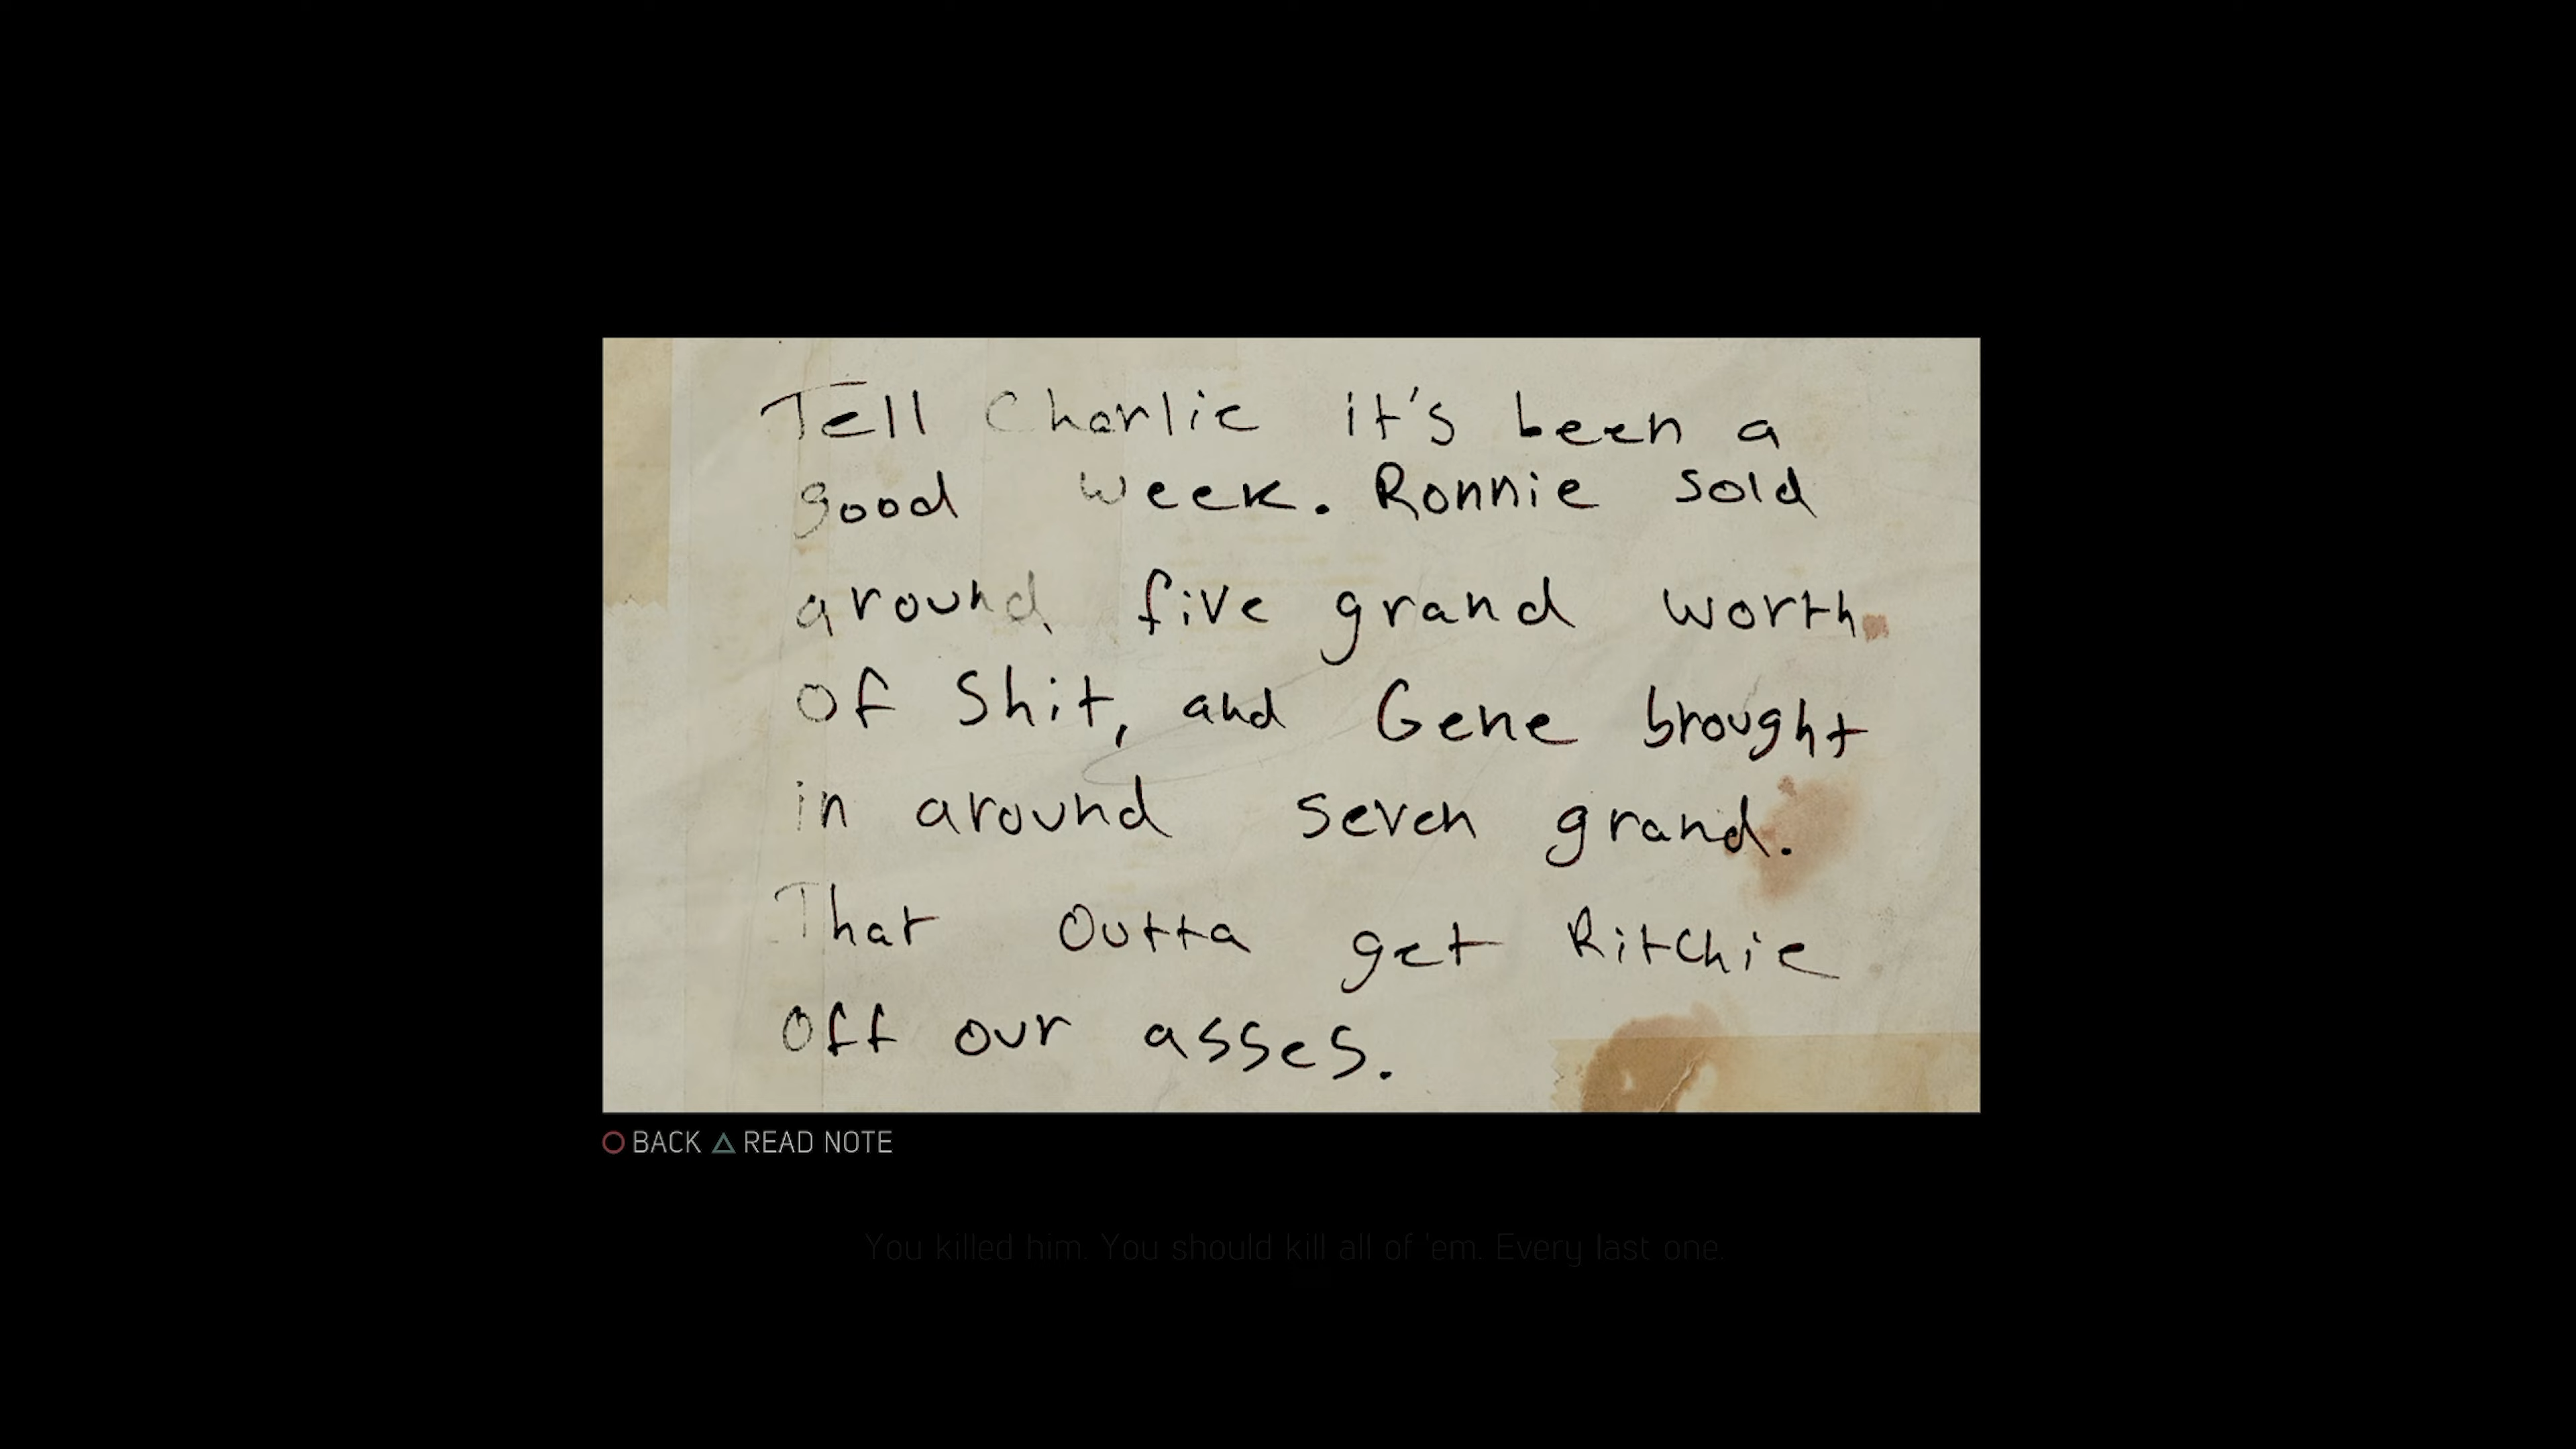 Tell Charlie it's been a
good week. Ronnie sold
around five grand worth
of Shit, and Gene brought
in around seven grand.
That Outta get Ritchie
Off our asses.
BACK READ NOTE
You killed him. You should kill all of 'em. Every last one.